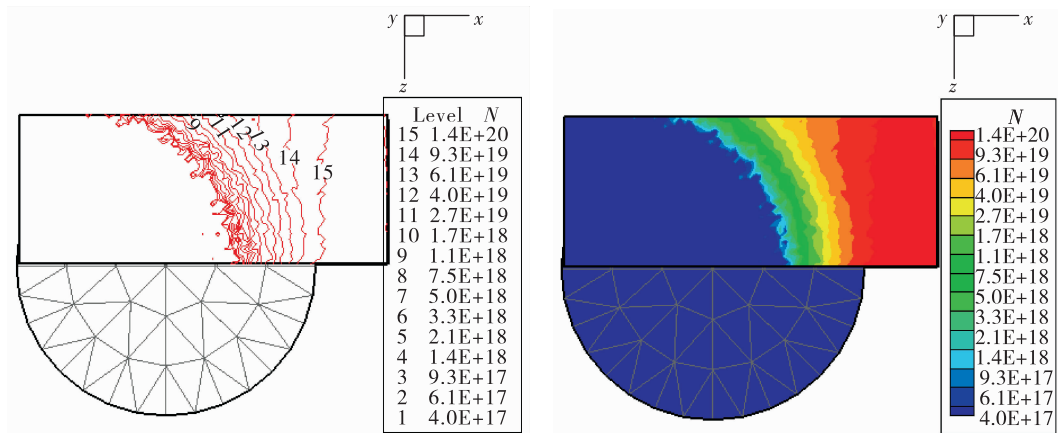 y x
z
Level N
15 1.4E+20
14 9.3E+19
13 6.1E+19
12 4.0E+19
11 2.7E+19
10 1.7E+18
9 1.1E+18
8 7.5E+18
7 5.0E+18
6 3.3E+18
5 2.1E+18
4 1.4E+18
3 9.3E+17
2 6.1E+17
1 4.0E+17
9
11
12
13
14
15
y x
z
N
1.4E+20
9.3E+19
6.1E+19
4.0E+19
2.7E+19
1.7E+18
1.1E+18
7.5E+18
5.0E+18
3.3E+18
2.1E+18
1.4E+18
9.3E+17
6.1E+17
4.0E+17